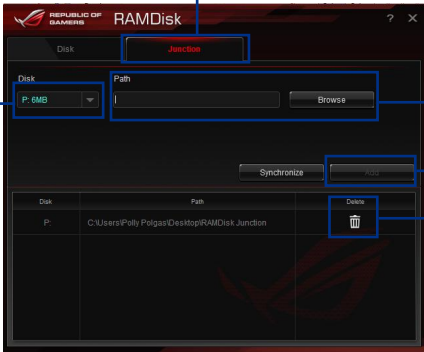 REPUBLIC OF
GAMERS
RAMDisk
? ×
Disk
Junction
Disk
Path
P: 6MB
Browse
Synchronize
Add
Disk
Path
Delete
P:
C:\Users\Polly Polgas\Desktop\RAMDisk Junction